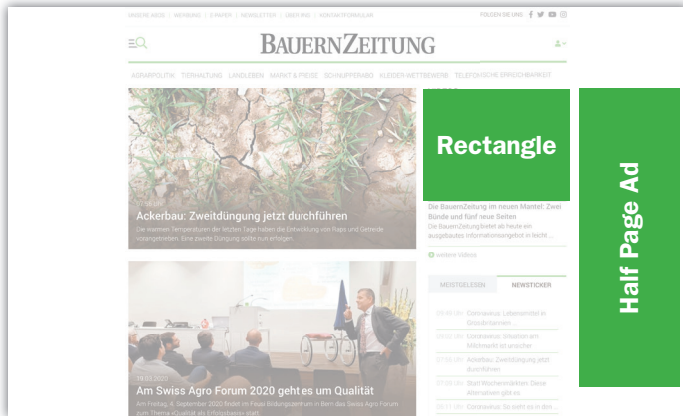 UNSERE ABOS | WERBUNG | E-PAPER | NEWSLETTER | ÜBER UNS | KONTAKTFORMULAR
FOLGEN SIE UNS
BAUERNZEITUNG
AGRARPOLITIK TIERHALTUNG LANDLEBEN MARKT & PREISE SCHNUPPERABO KLEIDER-WETTBEWERB TELEFONISCHE ERREICHBARKEIT
Rectangle
Half Page Ad
Ackerbau: Zweitdüngung jetzt durchführen
Die warmen Temperaturen der letzten Tage haben die Entwicklung von Raps und Getreide
vorangetrieben. Eine zweite Düngung sollte nun erfolgen.
Die BauernZeitung im neuen Mantel: Zwei
Bünde und fünf neue Seiten
Die BauernZeitung bietet ab heute ein
ausgebautes Informationsangebot in leicht ...
weitere Videos
MEISTGELESEN NEWSTICKER
Coronavirus: Lebensmittel in
Grossbritannien ...
Coronavirus: Situation am
Milchmarkt ist unsicher
Ackerbau: Zweitdüngung jetzt
durchführen
Start Wochenmärkten: Diese
Alternativen gibt es
Coronavirus: So sieht es in den ...
18.03.2020
Am Swiss Agro Forum 2020 geht es um Qualität
Am Freitag, 4. September 2020 findet im Feusi Bildungszentrum in Bern das Swiss Agro Forum
zum Thema «Qualität als Erfolgsbasis» statt.